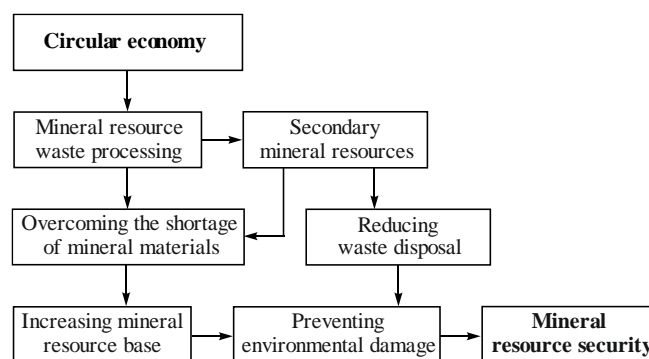 Circular economy
Mineral resource
waste processing
Secondary
mineral resources
Overcoming the shortage
of mineral materials
Reducing
waste disposal
Increasing mineral
resource base
Preventing
environmental damage
Mineral
resource security